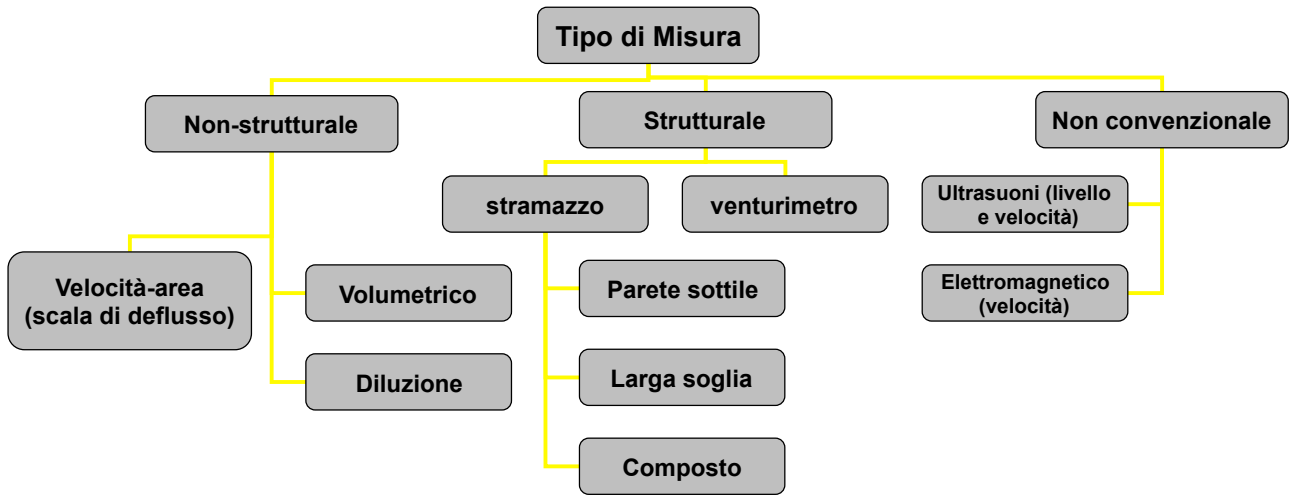 Tipo di Misura
Non-strutturale
Strutturale
Non convenzionale
stramazzo
venturimetro
Ultrasuoni (livello
e velocità)
Velocità-area
(scala di deflusso)
Volumetrico
Parete sottile
Elettromagnetico
(velocità)
Diluzione
Larga soglia
Composto